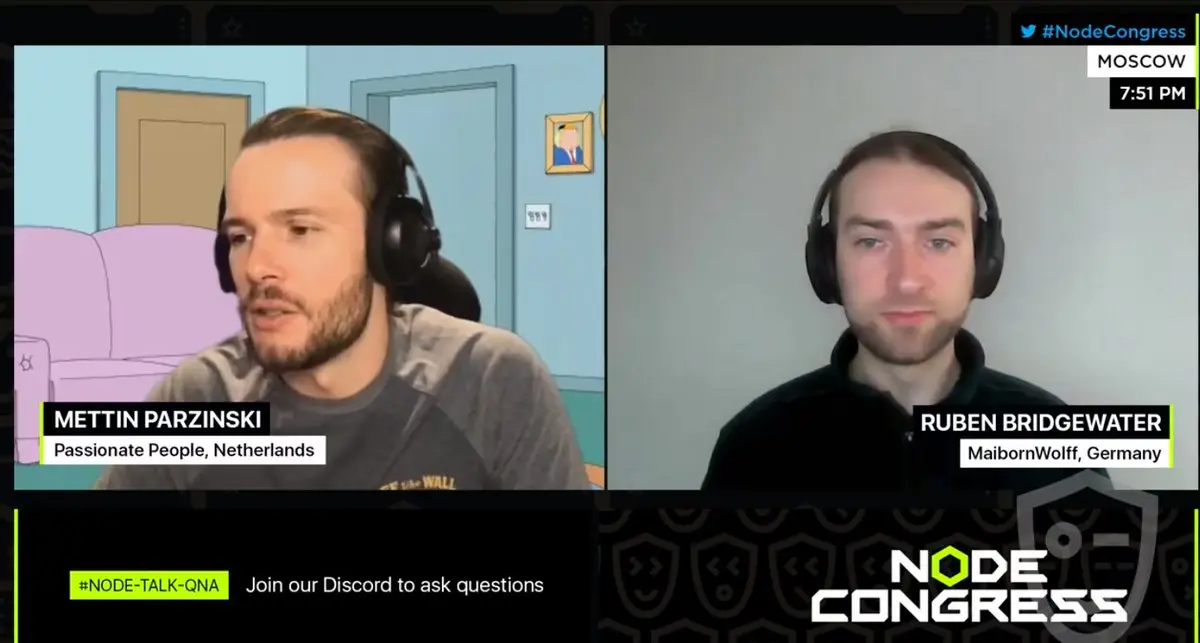 #NodeCongress
MOSCOW
7:51 PM
METTIN PARZINSKI
Passionate People, Netherlands
RUBEN BRIDGEWATER
MaibornWolff, Germany
WALL
#NODE-TALK-QNA
Join our Discord to ask questions
NODE
CONGRESS